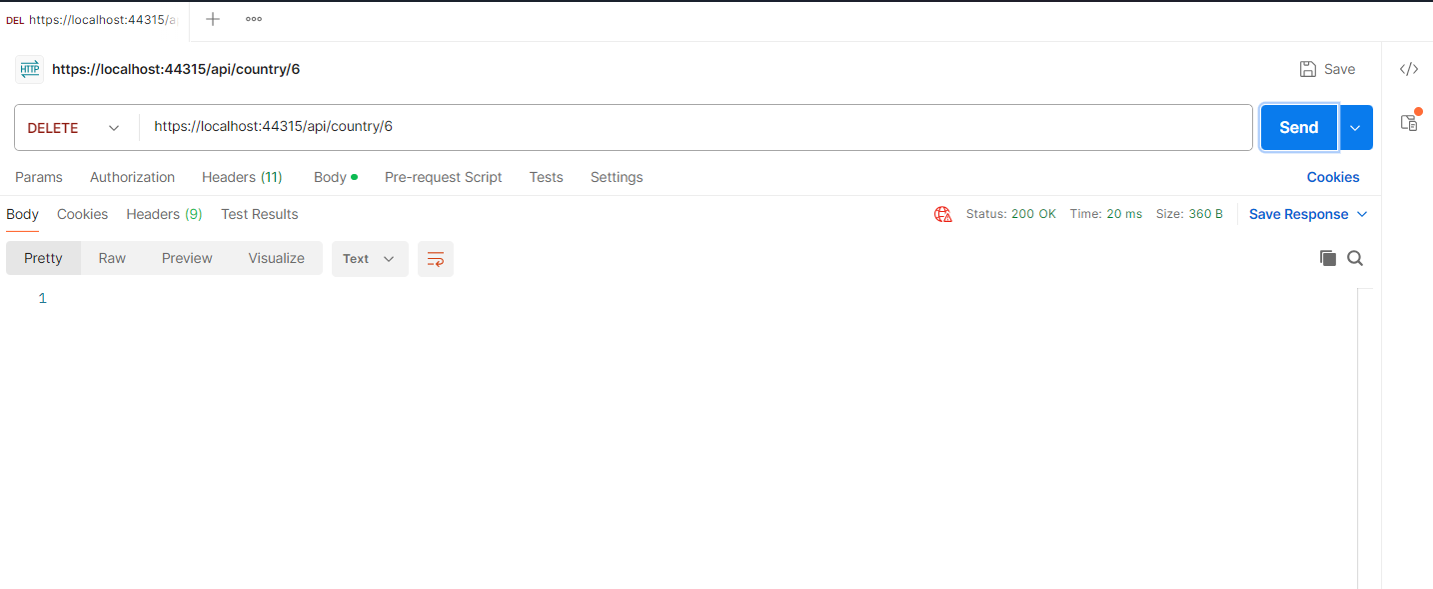 DEL https://localhost:44315/a
HTTP https://localhost:44315/api/country/6 Save
DELETE https://localhost:44315/api/country/6 Send
Params Authorization Headers (11) Body Pre-request Script Tests Settings Cookies
Body Cookies Headers (9) Test Results Status: 200 OK Time: 20 ms Size: 360 B Save Response
Pretty Raw Preview Visualize Text
1